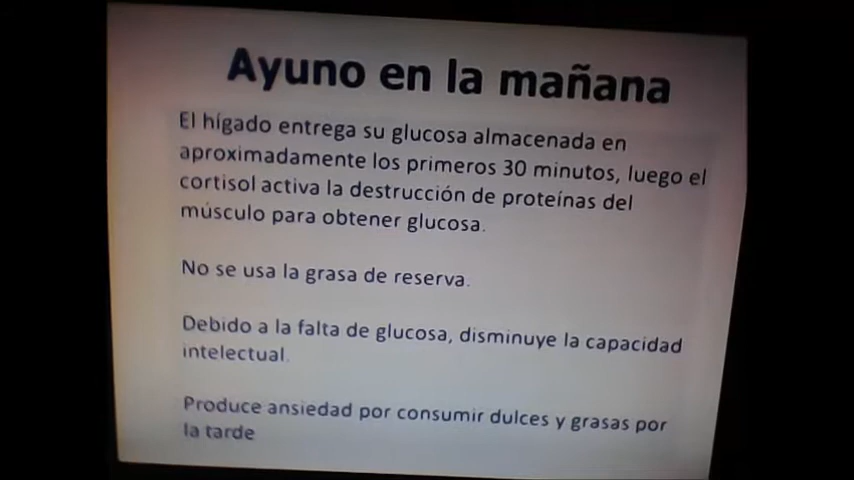 Ayuno en la mañana
El hígado entrega su glucosa almacenada en
aproximadamente los primeros 30 minutos, luego el
cortisol activa la destrucción de proteínas del
músculo para obtener glucosa.
No se usa la grasa de reserva.
Debido a la falta de glucosa, disminuye la capacidad
intelectual.
Produce ansiedad por consumir dulces y grasas por
la tarde